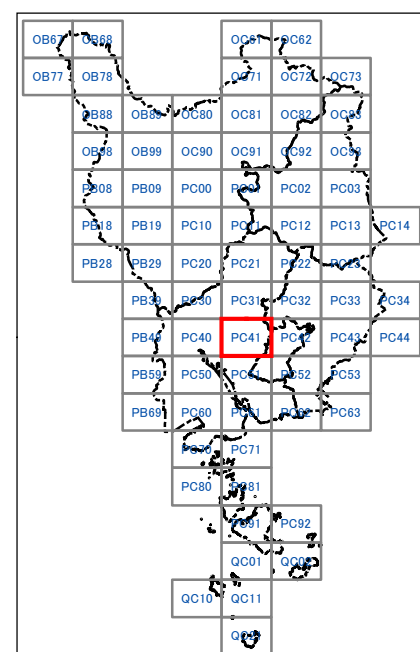 OB67 OB68 OC61 OC62
OB77 OB78 OC71 OC72 OC73
OB88 OB89 OC80 OC81 OC82 OC83
OB98 OB99 OC90 OC91 OC92 OC93
PB08 PB09 PC00 PC01 PC02 PC03
PB18 PB19 PC10 PC11 PC12 PC13 PC14
PB28 PB29 PC20 PC21 PC22 PC23
PB39 PC30 PC31 PC32 PC33 PC34
PB49 PC40 PC41 PC42 PC43 PC44
PB59 PC50 PC51 PC52 PC53
PB69 PC60 PC61 PC62 PC63
PC70 PC71
PC80 PC81
PC91 PC92
QC01 QC02
QC10 QC11
QC21